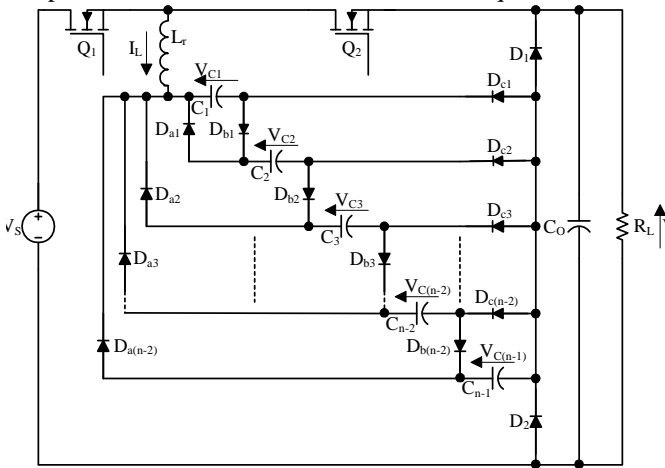 Q1
IL
Lr
Q2
D1
VC1
Dc1
C1
Da1
Db1
VC2
Dc2
C2
Da2
Db2
VC3
Dc3
VS
C3
CO
RL
V
Da3
Db3
VC(n-2)
Dc(n-2)
Cn-2
Da(n-2)
Db(n-2)
VC(n-1)
Cn-1
D2